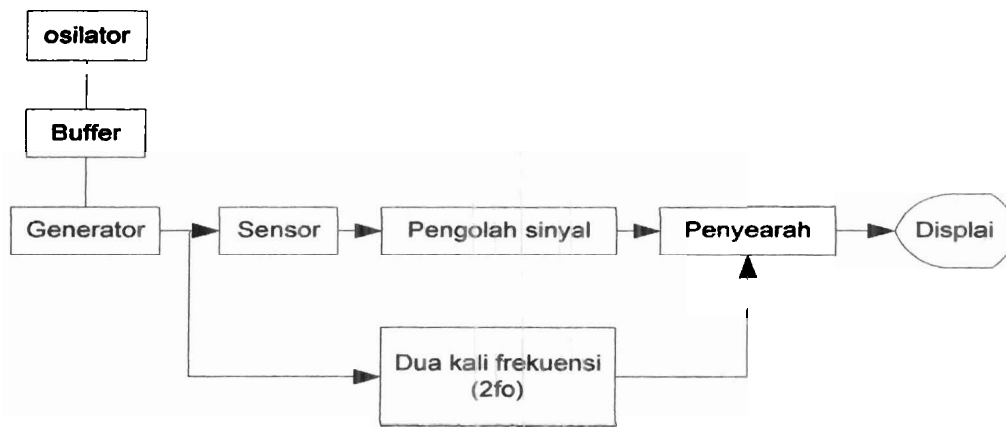 osilator
Buffer
Generator
Sensor
Pengolah sinyal
Penyearah
Displai
Dua kali frekuensi
(2fo)